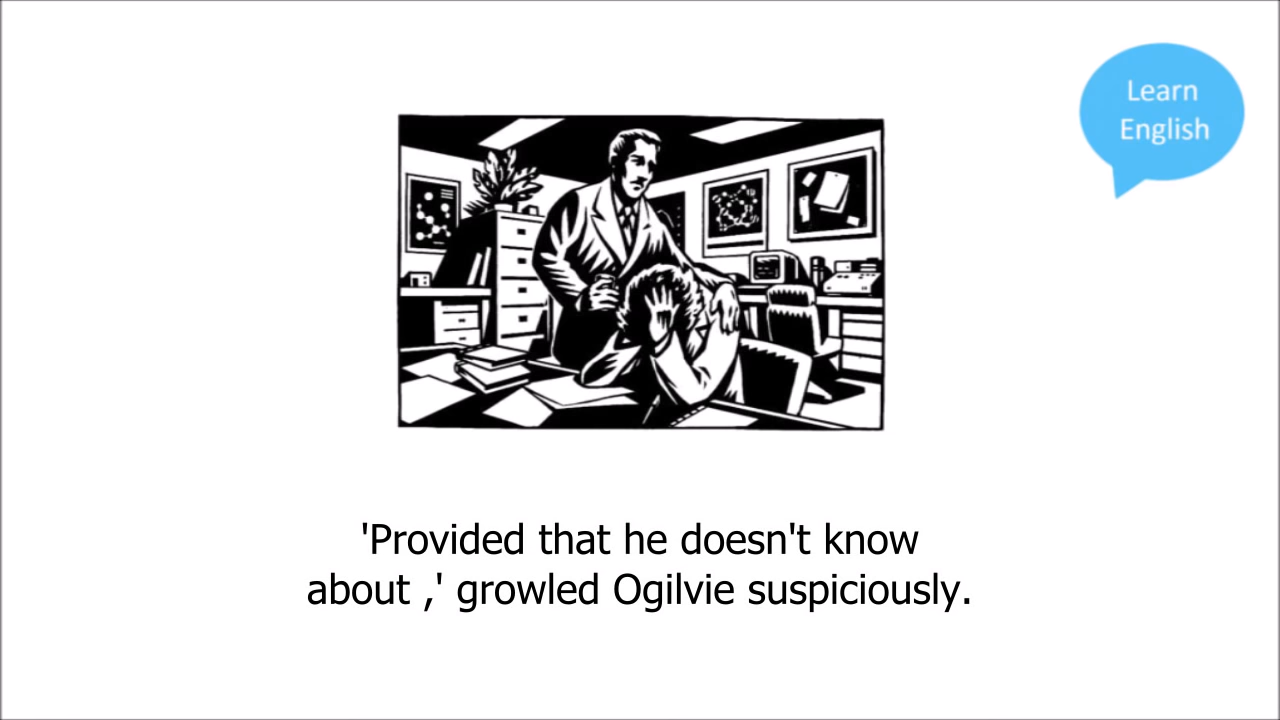 Learn
English
'Provided that he doesn't know
about ,' growled Ogilvie suspiciously.